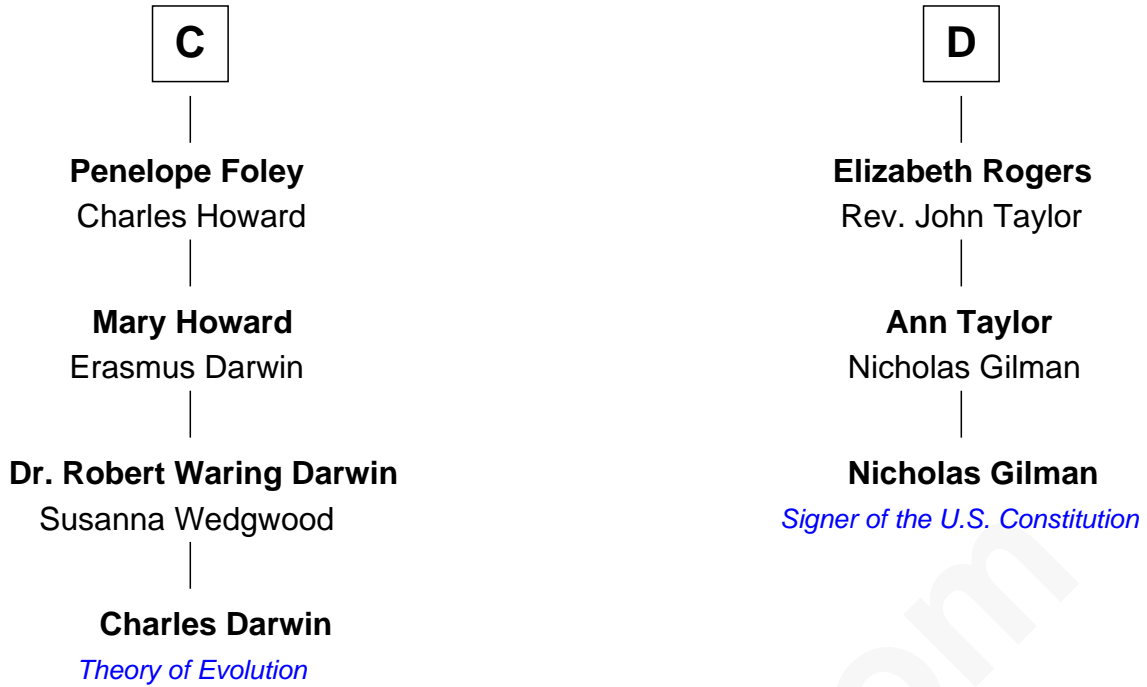 C
Penelope Foley
Charles Howard
Mary Howard
Erasmus Darwin
Dr. Robert Waring Darwin
Susanna Wedgwood
Charles Darwin
Theory of Evolution
D
Elizabeth Rogers
Rev. John Taylor
Ann Taylor
Nicholas Gilman
Nicholas Gilman
Signer of the U.S. Constitution
om